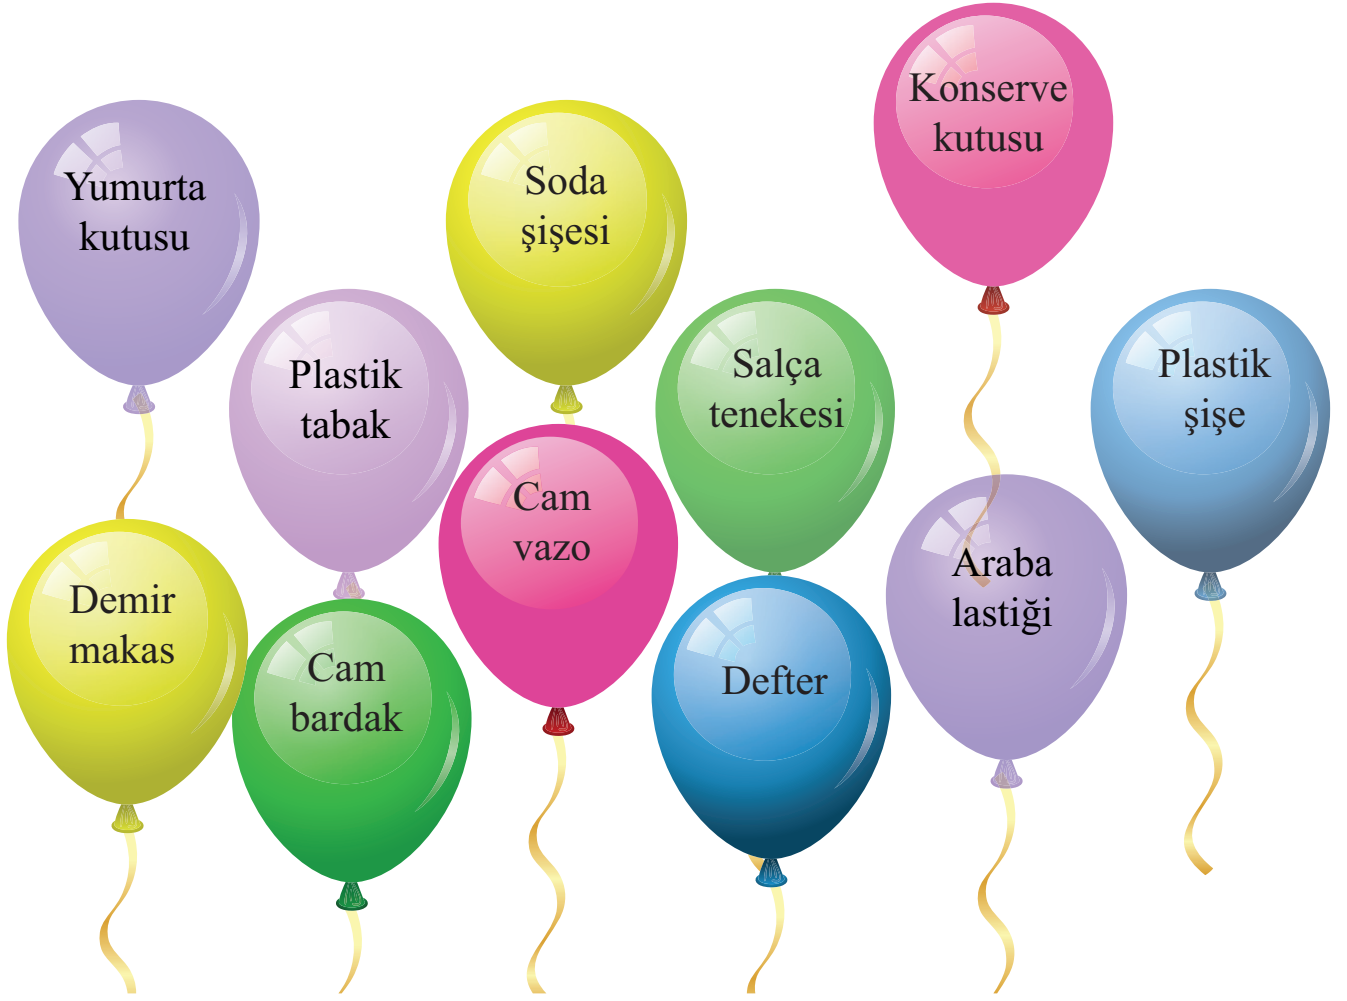 Konserve
kutusu
Yumurta
kutusu
Soda
şişesi
Plastik
tabak
Salça
tenekesi
Plastik
şişe
Cam
vazo
Araba
lastiği
Demir
makas
Cam
bardak
Defter